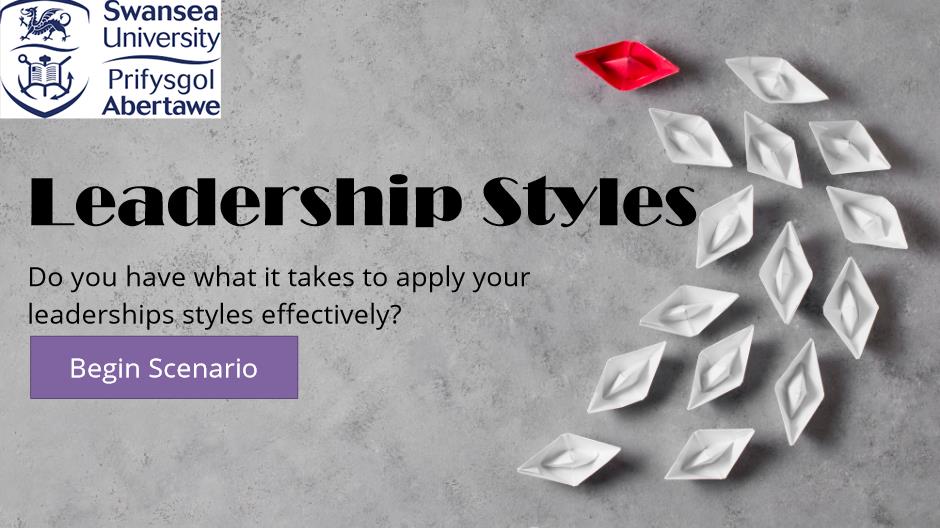 Swansea
University
Prifysgol
Abertawe
Leadership Styles
Do you have what it takes to apply your
leaderships styles effectively?
Begin Scenario